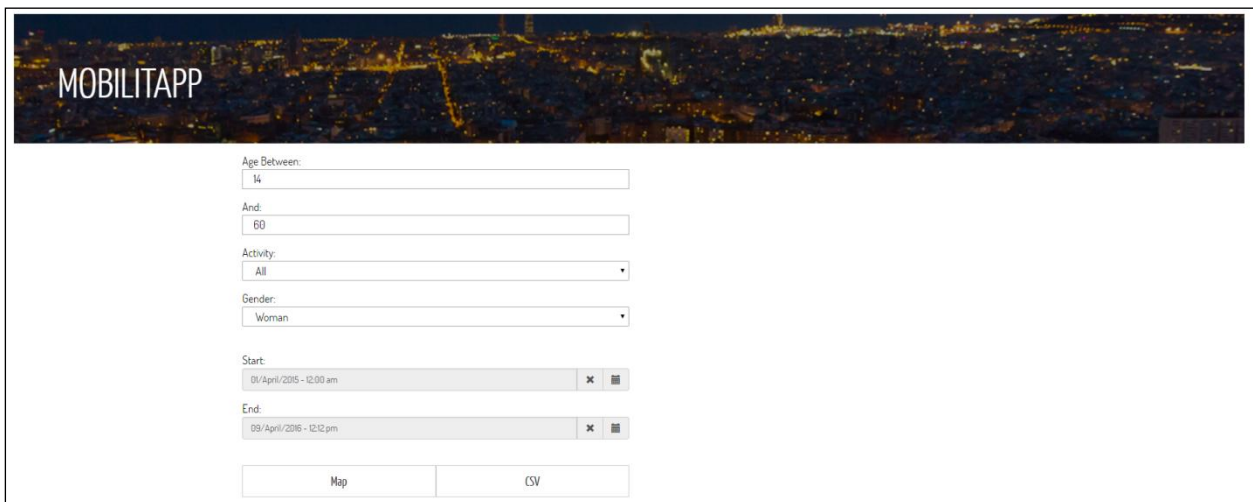 MOBILITAPP
Age Between:
14
And:
60
Activity:
All
Gender:
Woman
Start:
01/April/2015 - 12:00 am
End:
09/April/2016 - 12:12 pm
Map CSV